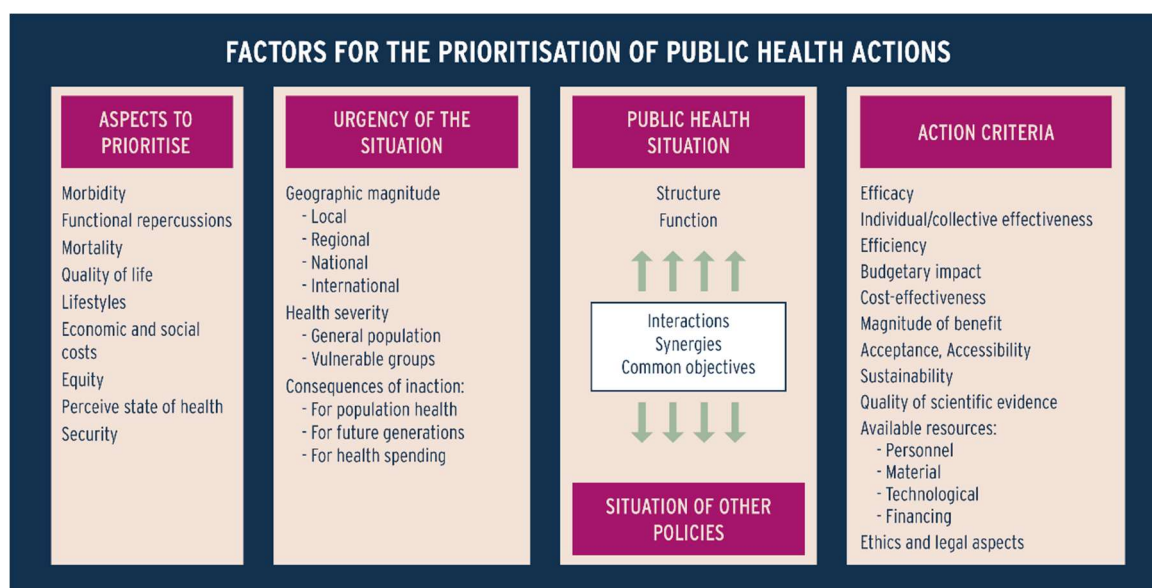 FACTORS FOR THE PRIORITISATION OF PUBLIC HEALTH ACTIONS
ASPECTS TO
PRIORITISE
Morbidity
Functional repercussions
Mortality
Quality of life
Lifestyles
Economic and social
costs
Equity
Perceive state of health
Security
URGENCY OF THE
SITUATION
Geographic magnitude
- Local
- Regional
- National
- International
Health severity
- General population
- Vulnerable groups
Consequences of inaction:
- For population health
- For future generations
- For health spending
PUBLIC HEALTH
SITUATION
Structure
Function
Interactions
Synergies
Common objectives
SITUATION OF OTHER
POLICIES
ACTION CRITERIA
Efficacy
Individual/collective effectiveness
Efficiency
Budgetary impact
Cost-effectiveness
Magnitude of benefit
Acceptance, Accessibility
Sustainability
Quality of scientific evidence
Available resources:
- Personnel
- Material
- Technological
- Financing
Ethics and legal aspects